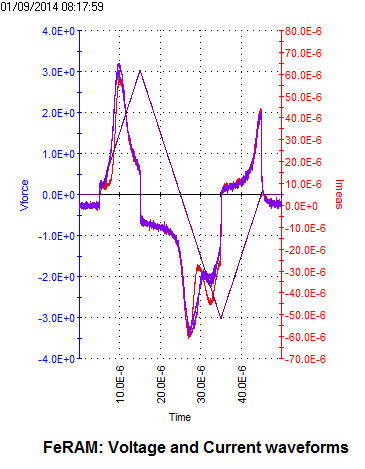 01/09/2014 08:17:59
4.0E+0
3.0E+0
2.0E+0
1.0E+0
0.0E+0
-1.0E+0
-2.0E+0
-3.0E+0
-4.0E+0
Vforce
80.0E-6
70.0E-6
60.0E-6
50.0E-6
40.0E-6
30.0E-6
20.0E-6
10.0E-6
0.0E+0
-10.0E-6
-20.0E-6
-30.0E-6
-40.0E-6
-50.0E-6
-60.0E-6
-70.0E-6
Imeas
10.0E-6
20.0E-6
30.0E-6
40.0E-6
Time
FeRAM: Voltage and Current waveforms